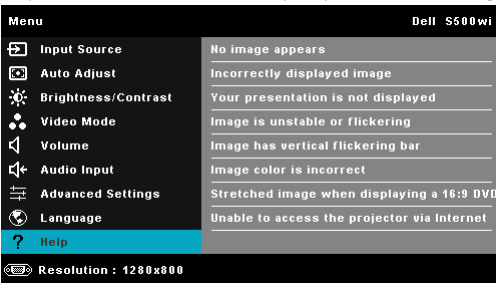 Menu
Dell S500wi
Input Source
Auto Adjust
Brightness/Contrast
Video Mode
Volume
Audio Input
Advanced Settings
Language
? Help
No image appears
Incorrectly displayed image
Your presentation is not displayed
Image is unstable or flickering
Image has vertical flickering bar
Image color is incorrect
Stretched image when displaying a 16:9 DVD
Unable to access the projector via Internet
Resolution : 1280x800